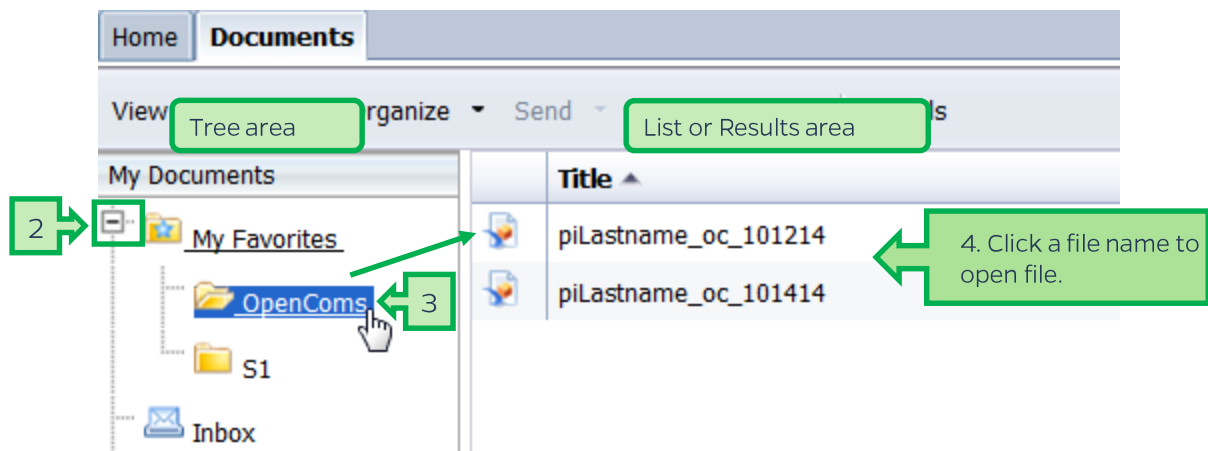 Home Documents
View Tree area rganize Send List or Results area ls
My Documents Title
2 My Favorites piLastname_oc_101214 4. Click a file name to
open file.
OpenComs 3 piLastname_oc_101414
S1
Inbox